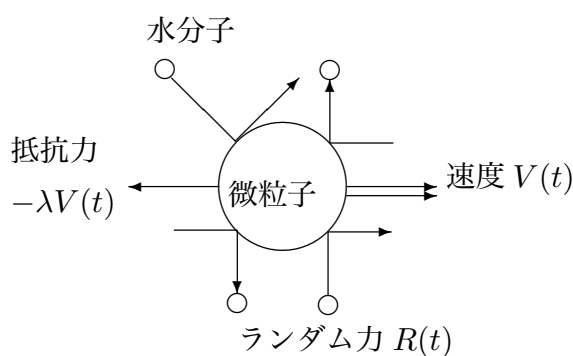 水分子
抵抗力
−λV(t)
微粒子
速度 V(t)
ランダム力 R(t)